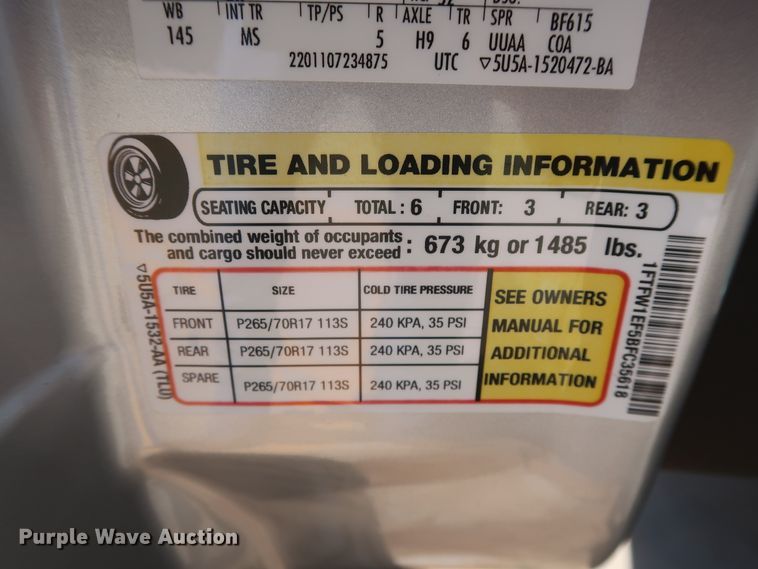 WB INT TR TP/PS R AXLE TR SPR BF615
145 MS 5 H9 6 UUAA COA
2201107234875 UTC ▽5U5A-1520472-BA
TIRE AND LOADING INFORMATION
SEATING CAPACITY TOTAL : 6 FRONT: 3 REAR: 3
The combined weight of occupants
and cargo should never exceed : 673 kg or 1485 lbs.
TIRE SIZE COLD TIRE PRESSURE
FRONT P265/70R17 113S 240 KPA, 35 PSI
REAR P265/70R17 113S 240 KPA, 35 PSI
SPARE P265/70R17 113S 240 KPA, 35 PSI
SEE OWNERS
MANUAL FOR
ADDITIONAL
INFORMATION
▽5U5A-1532-AA (TLU)
1FTFW1EF5BFC35618
Purple Wave Auction